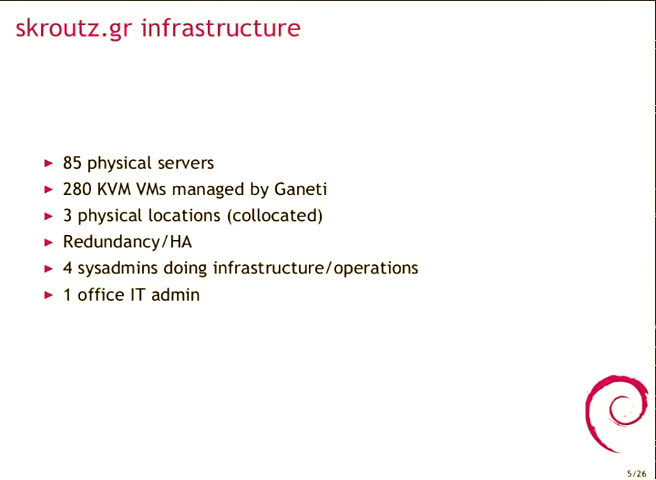 skroutz.gr infrastructure
85 physical servers
280 KVM VMs managed by Ganeti
3 physical locations (collocated)
Redundancy/HA
4 sysadmins doing infrastructure/operations
1 office IT admin
5/26